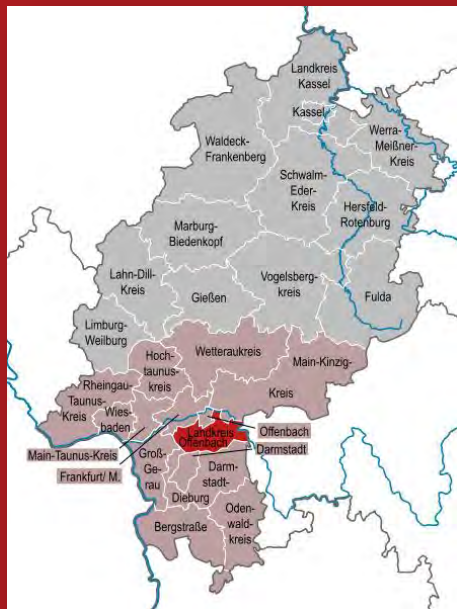 Landkreis
Kassel
Kassel
Werra-
Meißner-
Kreis
Waldeck-
Frankenberg
Schwalm-
Eder-
Kreis
Hersfeld-
Rotenburg
Marburg-
Biedenkopf
Lahn-Dill-
Kreis
Gießen
Vogelsberg-
kreis
Fulda
Limburg-
Weilburg
Hoch-
taunus-
kreis
Wetteraukreis
Main-Kinzig-
Kreis
Rheingau-
Taunus-
Kreis
Wies-
baden
Main-Taunus-Kreis
Frankfurt/ M.
Landkreis
Offenbach
Offenbach
Darmstadt
Groß-
Ge-
rau
Darm-
stadt-
Dieburg
Oden-
wald-
kreis
Bergstraße